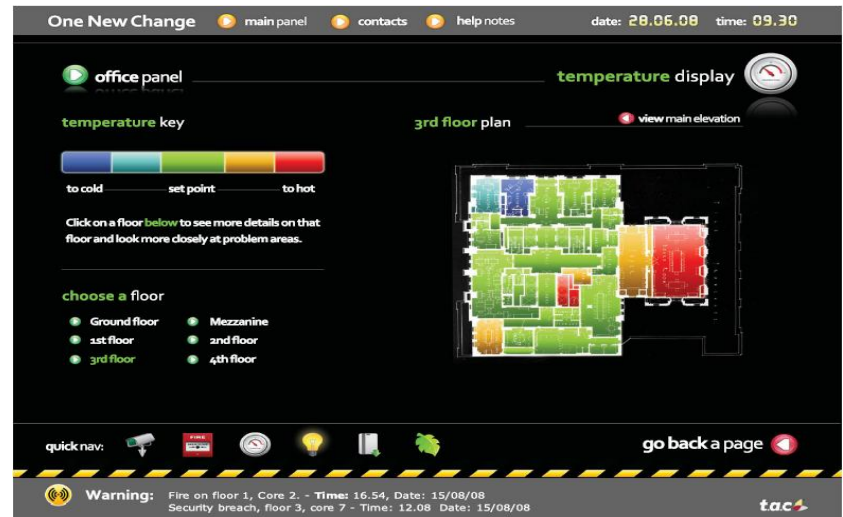 One New Change main panel contacts help notes date: 28.06.08 time: 09.30
office panel
temperature display
temperature key
3rd floor plan
view main elevation
to cold set point to hot
Click on a floor below to see more details on that
floor and look more closely at problem areas.
choose a floor
Ground floor Mezzanine
1st floor 2nd floor
3rd floor 4th floor
quick nav:
FIRE
go back a page
Warning: Fire on floor 1, Core 2. - Time: 16.54, Date: 15/08/08
Security breach, floor 3, core 7 - Time: 12.08 Date: 15/08/08
t.a.c